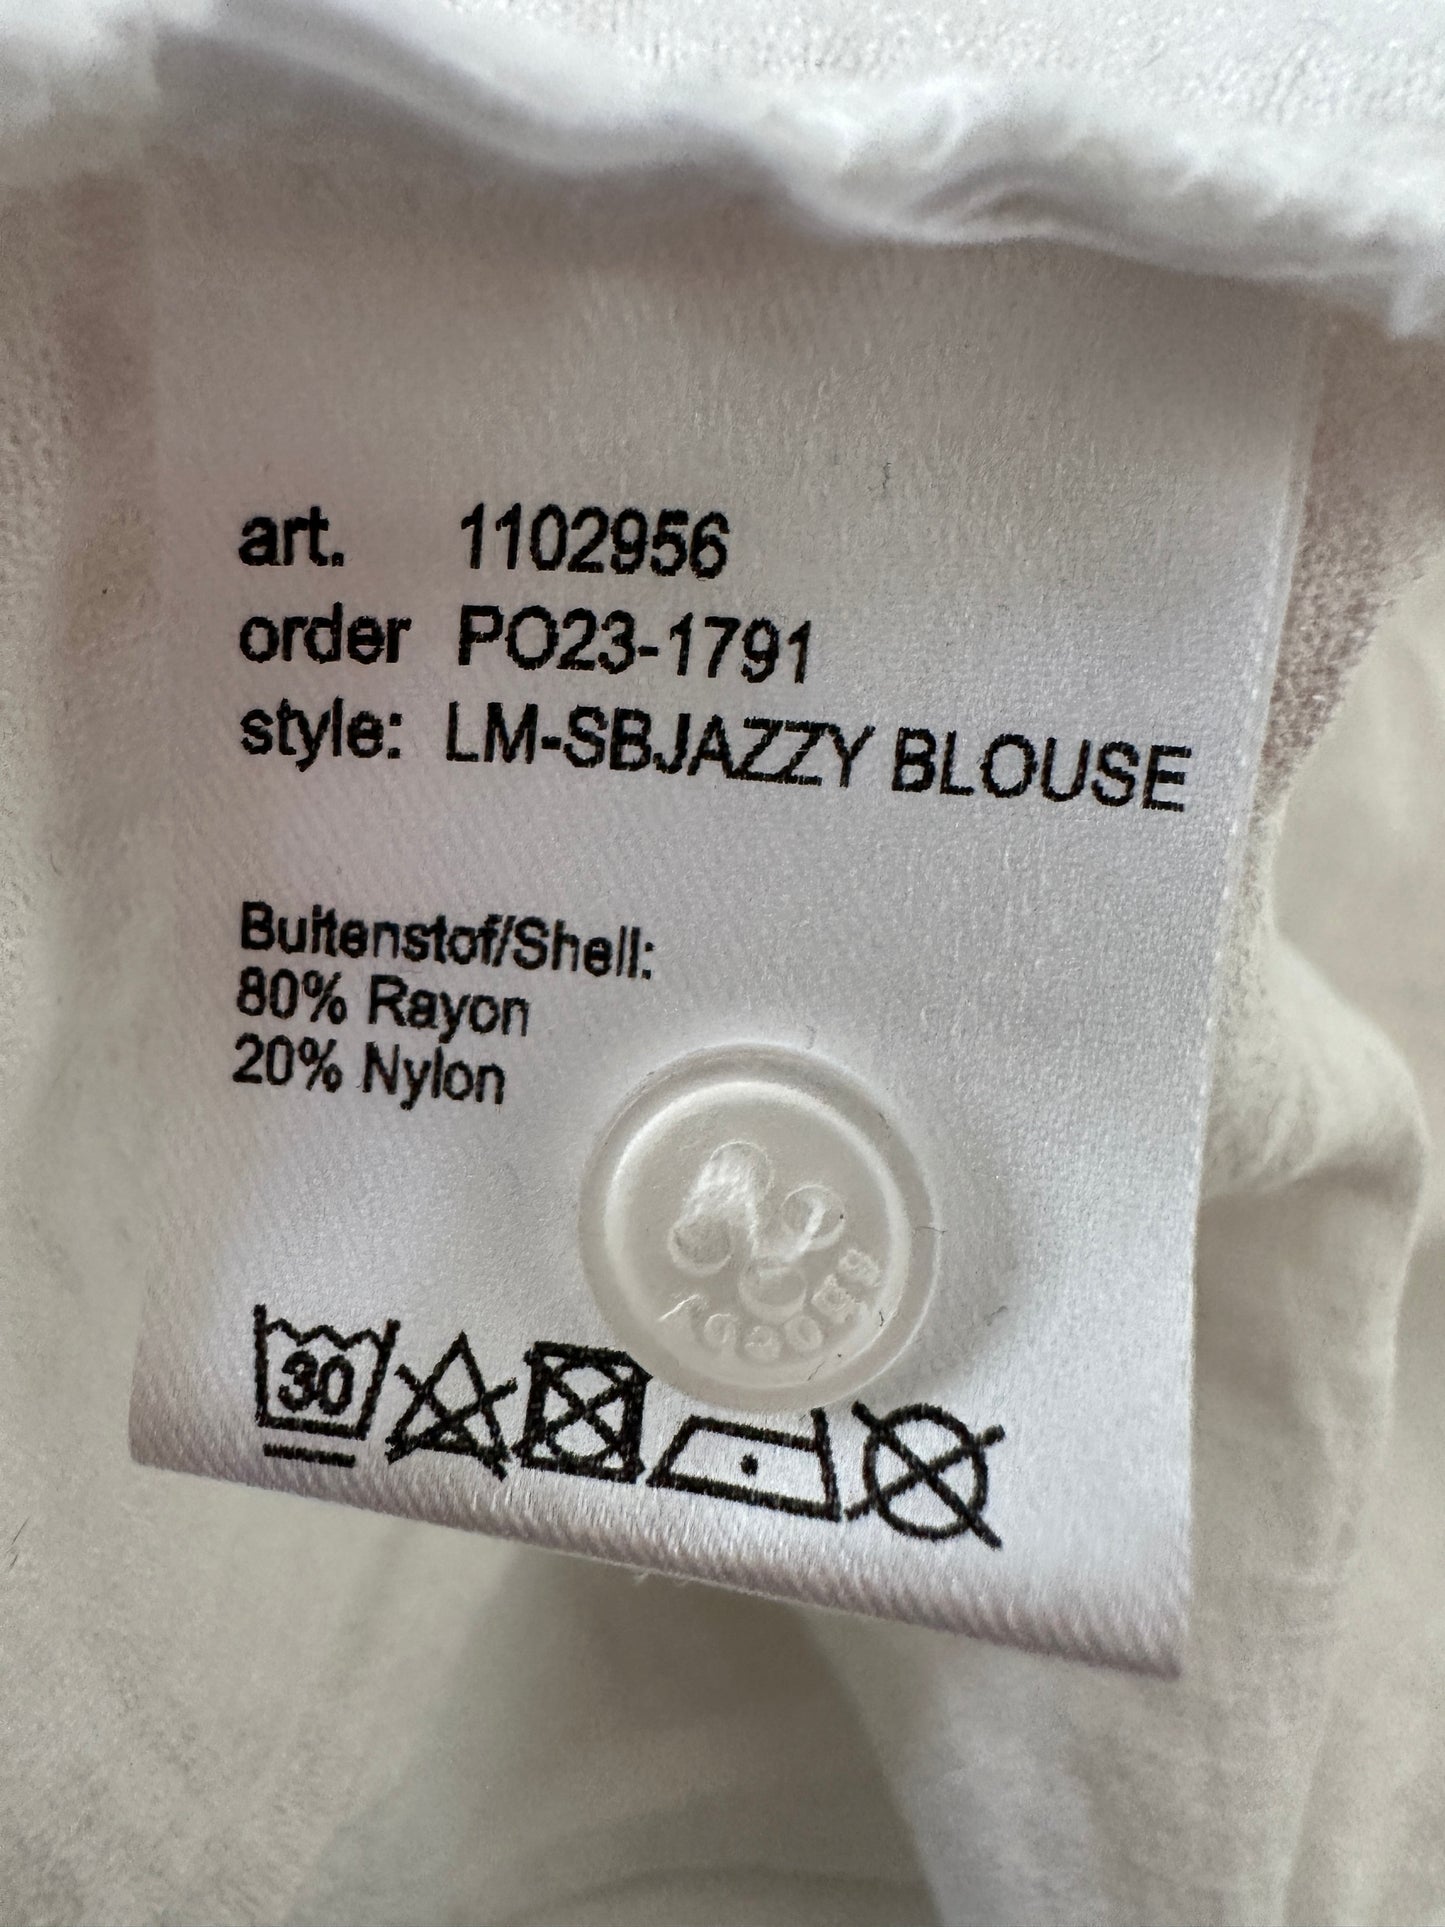 art. 1102956
order PO23-1791
style: LM-SBJAZZY BLOUSE
Buitenstof/Shell:
80% Rayon
20% Nylon
30